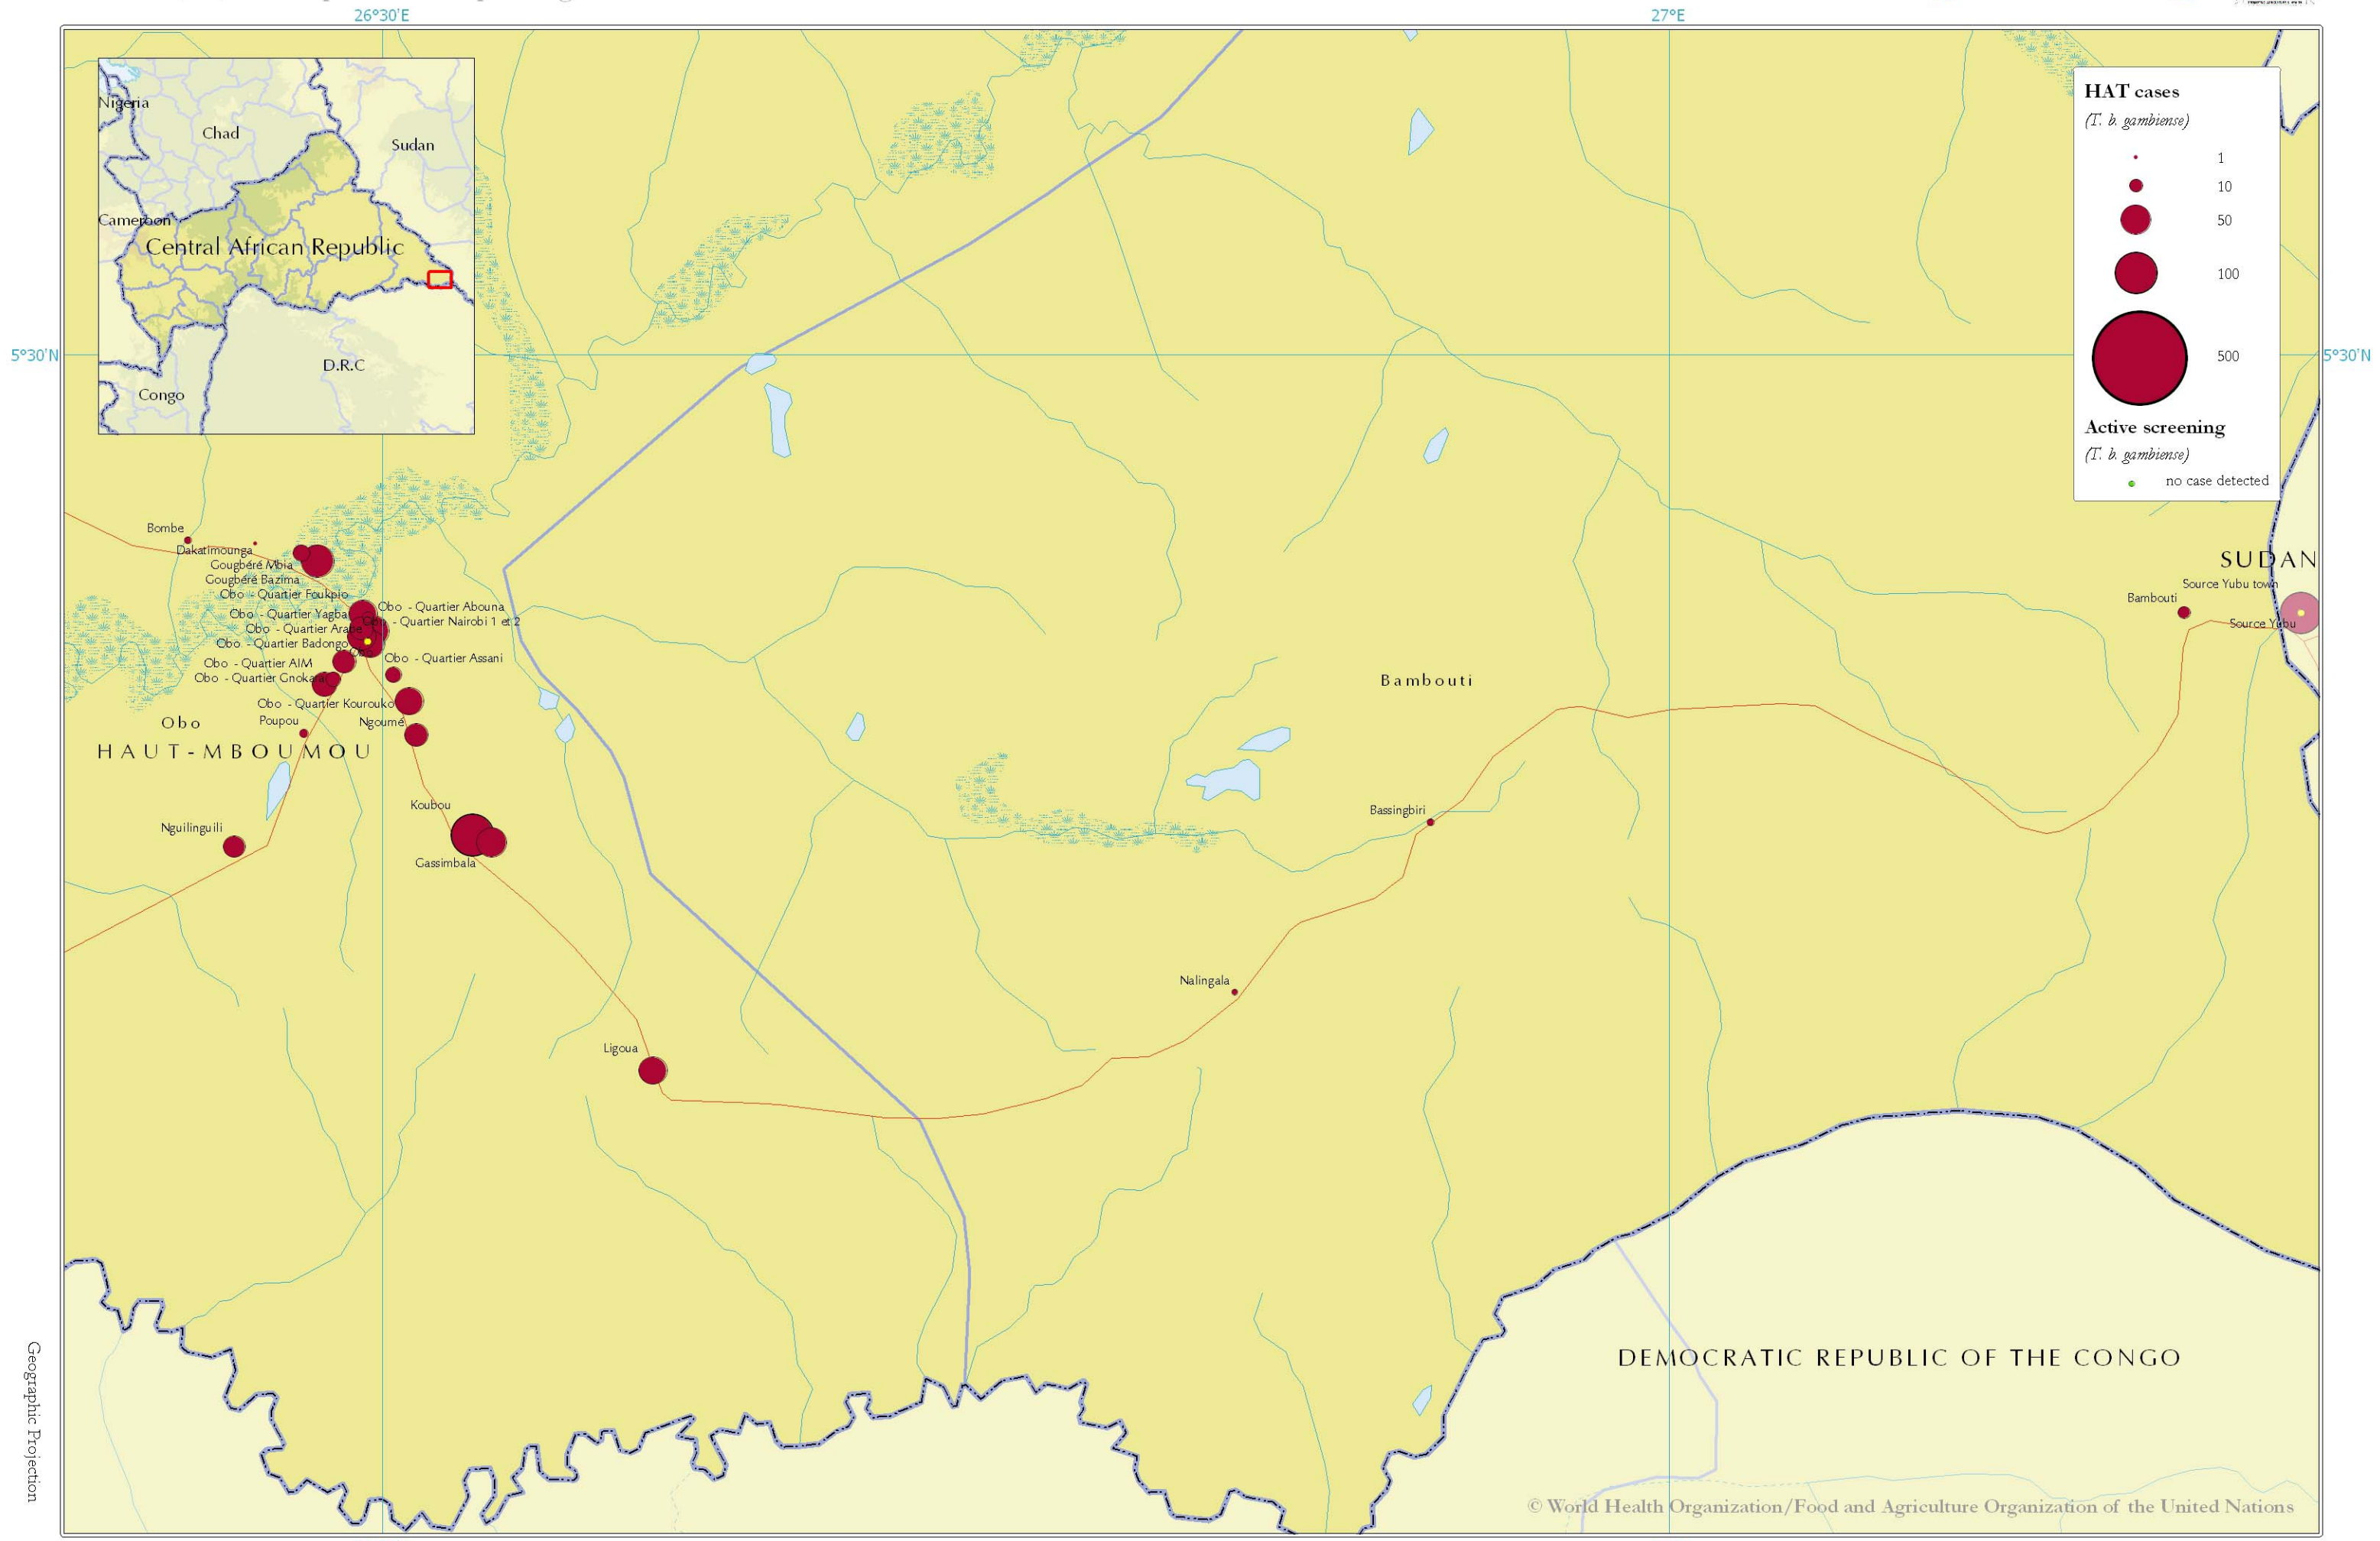 26°30'E
27°E
Nigeria
Chad
Sudan
Cameroon
Central African Republic
D.R.C
Congo
HAT cases
(T. b. gambiense)
1
10
50
100
500
Active screening
(T. b. gambiense)
no case detected
5°30'N
5°30'N
Bombe
Dakatimounga
Gougbéré Mbia
Gougbéré Bazima
Obo - Quartier Foukpio
Obo - Quartier Abouna
Obo - Quartier Yagba
Obo - Quartier Nairobi 1 et 2
Obo - Quartier Arabe
Obo - Quartier Badongo
Obo
Obo - Quartier Assani
Obo - Quartier AIM
Obo - Quartier Gnokara
Obo - Quartier Kourouko
Obo
Poupou
Ngoumé
HAUT-MBOUMOU
Koubou
Nguilinguili
Gassimbala
Ligoua
Nalingala
Bassingbiri
Bambouti
SUDAN
Source Yubu town
Bambouti
Source Yubu
DEMOCRATIC REPUBLIC OF THE CONGO
Geographic Projection
© World Health Organization/Food and Agriculture Organization of the United Nations